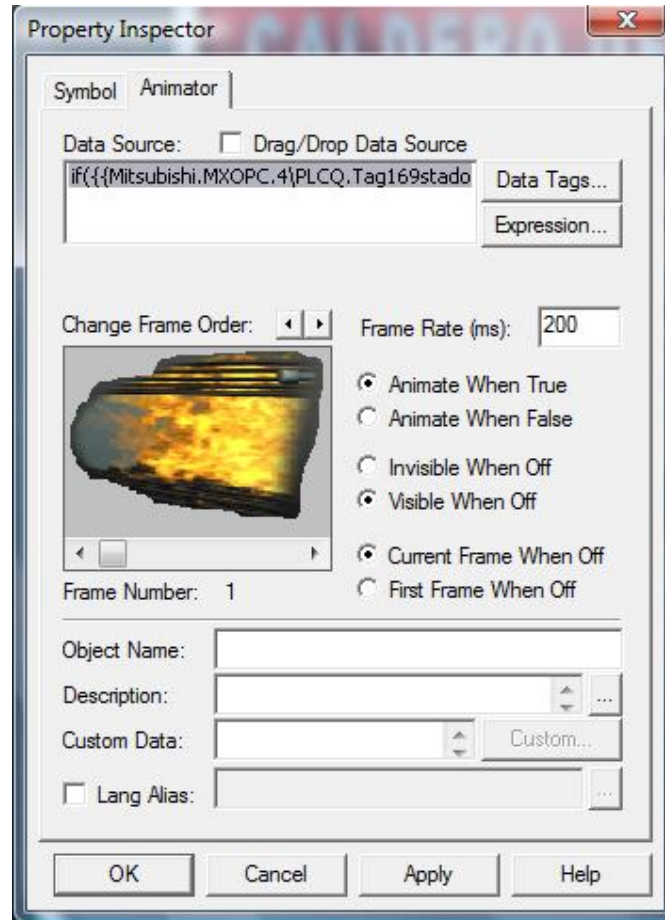 CALDERO
Property Inspector
Symbol Animator
Data Source: Drag/Drop Data Source
if({{Mitsubishi.MXOPC.4\PLCQ.Tag169stado Data Tags...
Expression...
Change Frame Order: Frame Rate (ms): 200
Animate When True
Animate When False
Invisible When Off
Visible When Off
Current Frame When Off
Frame Number: 1 First Frame When Off
Object Name:
Description: ...
Custom Data: Custom...
Lang Alias: ...
OK Cancel Apply Help